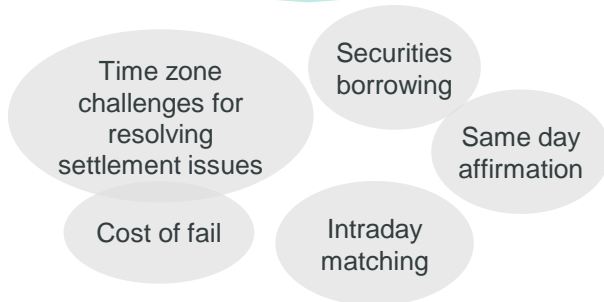 Time zone
challenges for
resolving
settlement issues
Securities
borrowing
Same day
affirmation
Cost of fail
Intraday
matching